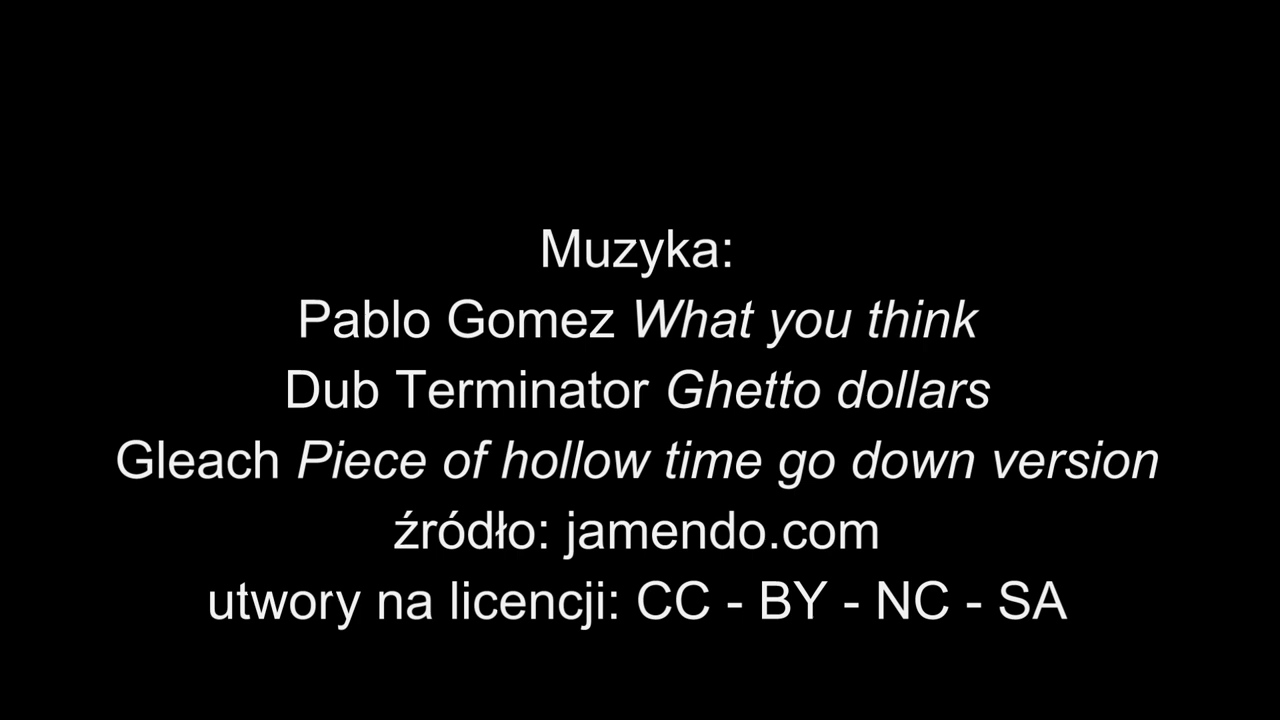 Muzyka:
Pablo Gomez What you think
Dub Terminator Ghetto dollars
Gleach Piece of hollow time go down version
źródło: jamendo.com
utwory na licencji: CC - BY - NC - SA